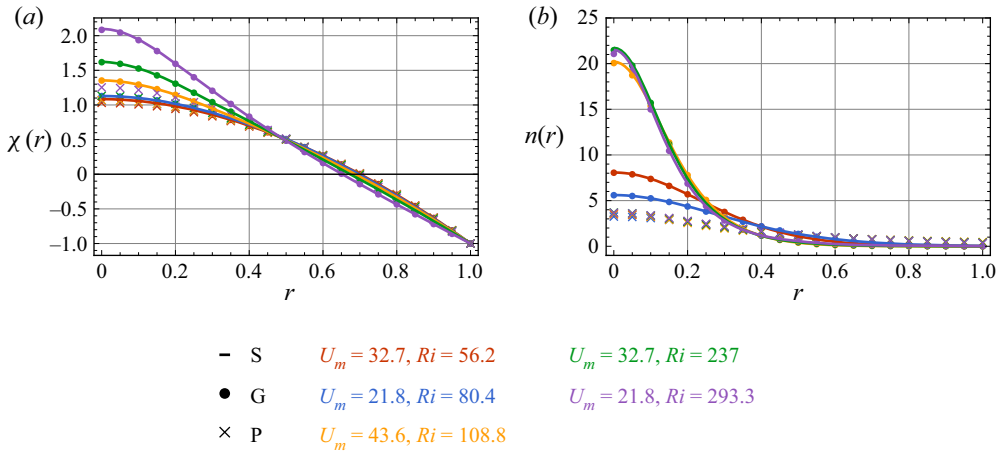 (a)
(b)
χ (r)
2.0
1.5
1.0
0.5
0
–0.5
–1.0
0
0.2
0.4
0.6
0.8
1.0
r
n(r)
25
20
15
10
5
0
0
0.2
0.4
0.6
0.8
1.0
r
S
U_m = 32.7, Ri = 56.2
U_m = 32.7, Ri = 237
G
U_m = 21.8, Ri = 80.4
U_m = 21.8, Ri = 293.3
P
U_m = 43.6, Ri = 108.8